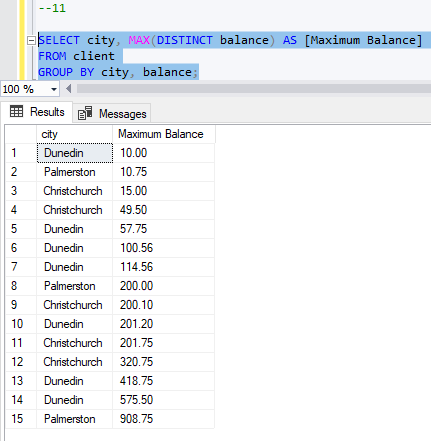 --11
SELECT city, MAX(DISTINCT balance) AS [Maximum Balance]
FROM client
GROUP BY city, balance;
100 %
Results Messages
city Maximum Balance
1 Dunedin 10.00
2 Palmerston 10.75
3 Christchurch 15.00
4 Christchurch 49.50
5 Dunedin 57.75
6 Dunedin 100.56
7 Dunedin 114.56
8 Palmerston 200.00
9 Christchurch 200.10
10 Dunedin 201.20
11 Christchurch 201.75
12 Christchurch 320.75
13 Dunedin 418.75
14 Dunedin 575.50
15 Palmerston 908.75